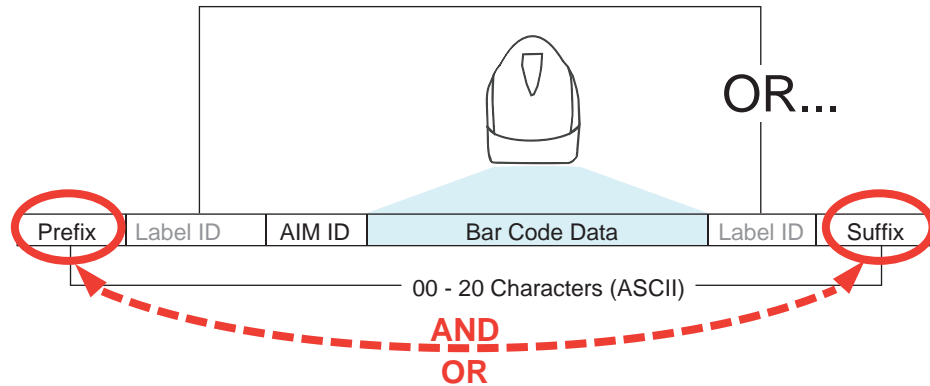 OR...
Prefix Label ID AIM ID Bar Code Data Label ID Suffix
00 - 20 Characters (ASCII)
AND
OR